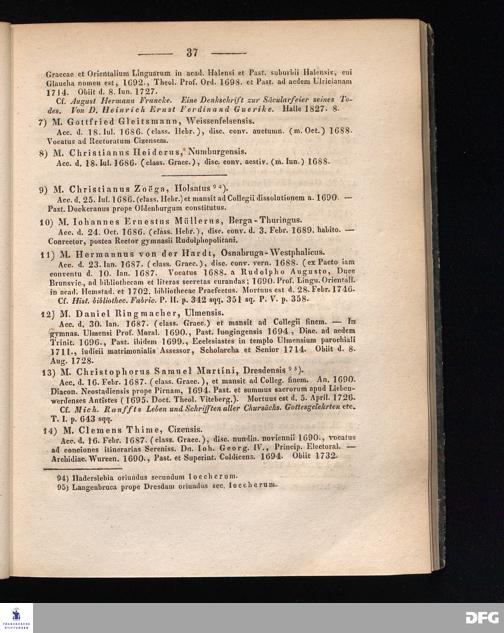 37
Graecae et Orientalium Linguarum in acad. Halensi et Past. suburbii Halensis, cui
Glaucha nomen est, 1692., Theol. Prof. Ord. 1698. et Past. ad aedem Ulricianam
1714. Obiit d. 8. Iun. 1727.
Cf. August Hermann Francke. Eine Denkschrift zur Säcularfeier seines To-
des. Von D. Heinrich Ernst Ferdinand Guerike. Halle 1827. 8.
7) M. Gottfried Gleitsmann, Weissenfelsensis.
Acc. d. 18. Iul. 1686. (class. Hebr.), disc. conv. auctumn. (m. Oct.) 1688.
Vocatus ad Rectoratum Cizensem.
8) M. Christianus Heiderus, Numburgensis.
Acc. d. 18. Iul. 1686. (class. Graec.), disc. conv. aestiv. (m. Iun.) 1688.
9) M. Christianus Zoëga, Holsatus 94).
Acc. d. 25. Iul. 1686. (class. Hebr.) et mansit ad Collegii dissolutionem a. 1690. —
Past. Dockeranus prope Oldenburgum constitutus.
10) M. Iohannes Ernestus Müllerus, Berga-Thuringus.
Acc. d. 24. Oct. 1686. (class. Hebr.), disc. conv. d. 3. Febr. 1689. habito. —
Conrector, postea Rector gymnasii Rudolphopolitani.
11) M. Hermannus von der Hardt, Osnabruga-Westphalicus.
Acc. d. 23. Ian. 1687. (class. Graec.), disc. conv. vern. 1688. (ex Pacto iam
conventu d. 10. Ian. 1687. Vocatus 1688. a Rudolpho Augusto, Duce
Brunsvic., ad bibliothecam et literas secretas curandas; 1690. Prof. Lingu. Orientall.
in acad. Hemstad. et 1702. bibliothecae Praefectus. Mortuus est d. 28. Febr. 1746.
Cf. Hist. bibliothec. Fabric. P. II. p. 342 sqq. 351 sq. P. V. p. 358.
12) M. Daniel Ringmacher, Ulmensis.
Acc. d. 30. Ian. 1687. (class. Graec.) et mansit ad Collegii finem. — In
gymnas. Ulmensi Prof. Moral. 1690., Past. Iungingensis 1694., Diac. ad aedem
Trinit. 1696., Past. ibidem 1699., Ecclesiastes in templo Ulmensium parochiali
1711., Iudicii matrimonialis Assessor, Scholarcha et Senior 1714. Obiit d. 8.
Aug. 1728.
13) M. Christophorus Samuel Martini, Dresdensis 95).
Acc. d. 16. Febr. 1687. (class. Graec.), et mansit ad Colleg. finem. An. 1690.
Diacon. Neostadiensis prope Pirnam, 1694. Past. et summus sacrorum apud Lieben-
werdenses Antistes (1695. Doct. Theol. Viteberg.). Mortuus est d. 5. April. 1726.
Cf. Mich. Ranffts Leben und Schrifften aller Chursächs. Gottesgelehrten etc.
T. I. p. 643 sqq.
14) M. Clemens Thime, Cizensis.
Acc. d. 16. Febr. 1687. (class. Graec.), disc. nundin. novienni 1690., vocatus
ad conciones itinerarias Sereniss. Dn. Ioh. Georg. IV., Princip. Electoral. —
Archidiac. Wurcen. 1690., Past. et Superint. Coldicens. 1694. Obiit 1732.
94) Haderslebia oriundus secundum loecherum.
95) Langenbruca prope Dresdam oriundus sec. loecherum.
FRANCKESCHE
STIFTUNGEN
DFG